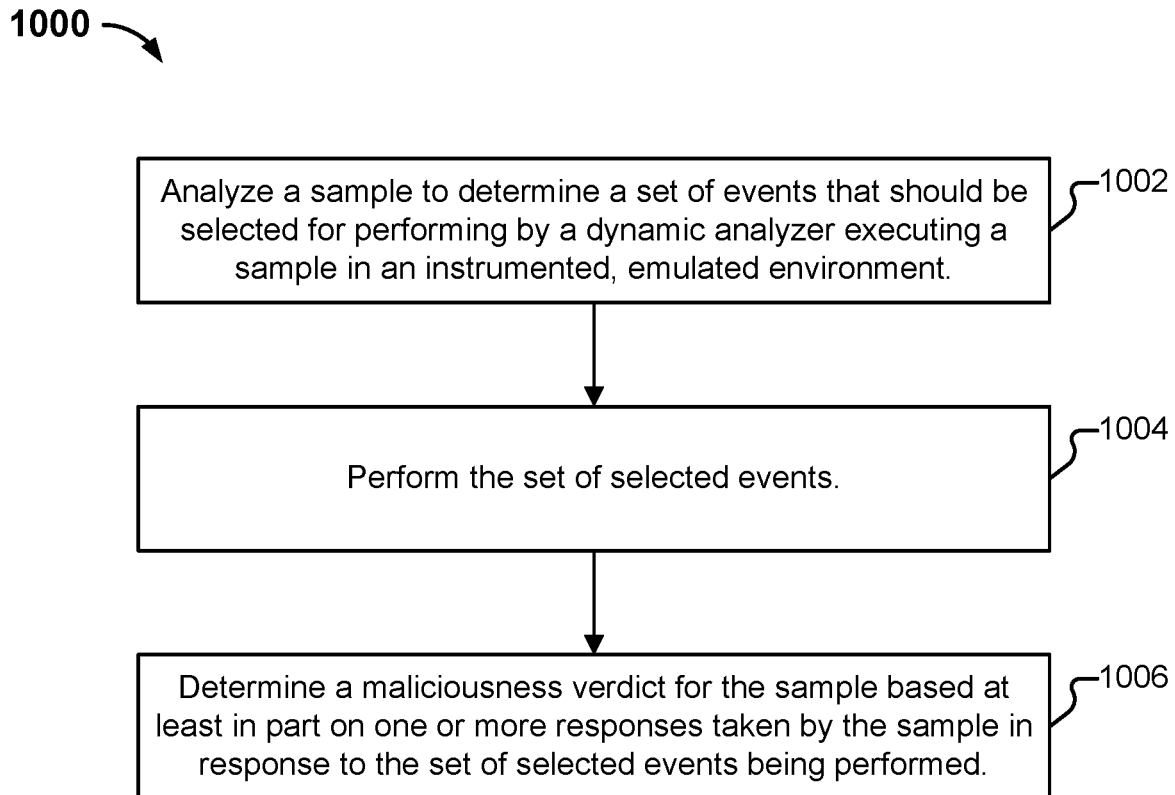 1000
Analyze a sample to determine a set of events that should be
selected for performing by a dynamic analyzer executing a
sample in an instrumented, emulated environment.
1002
Perform the set of selected events.
1004
Determine a maliciousness verdict for the sample based at
least in part on one or more responses taken by the sample in
response to the set of selected events being performed.
1006